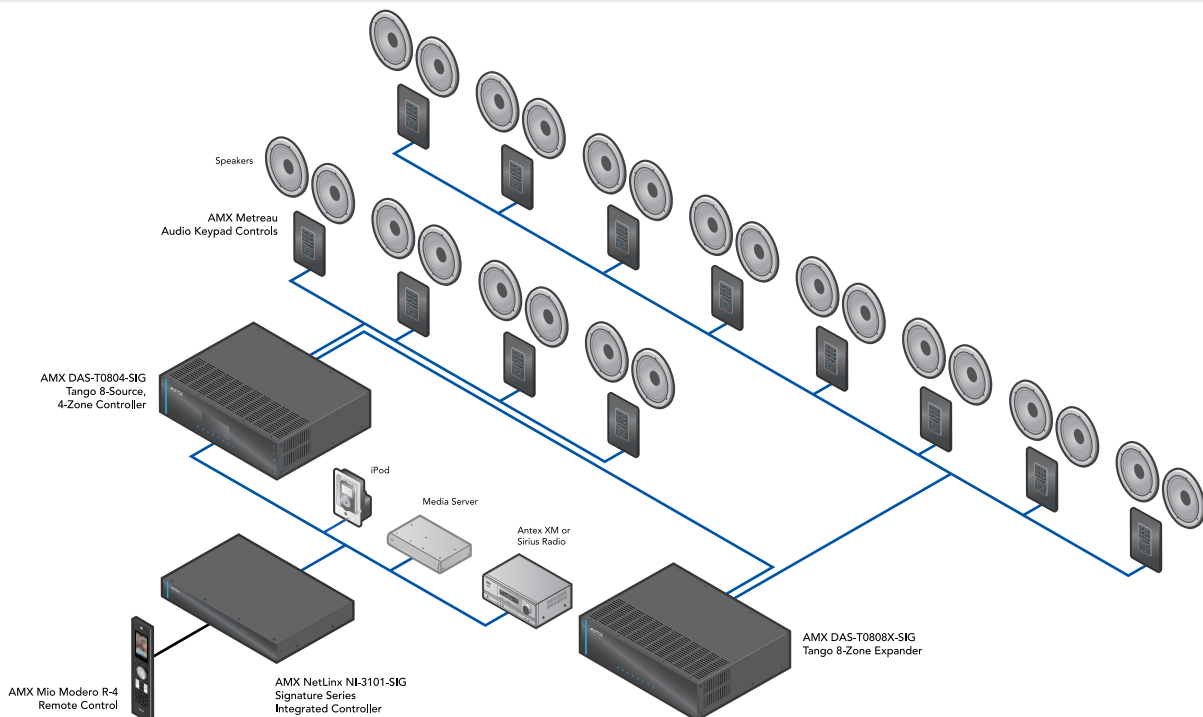 Speakers
AMX Metreau
Audio Keypad Controls
AMX DAS-T0804-SIG
Tango 8-Source,
4-Zone Controller
iPod
Media Server
Antex XM or
Sirius Radio
AMX DAS-T0808X-SIG
Tango 8-Zone Expander
AMX NetLinx NI-3101-SIG
Signature Series
Integrated Controller
AMX Mio Modero R-4
Remote Control